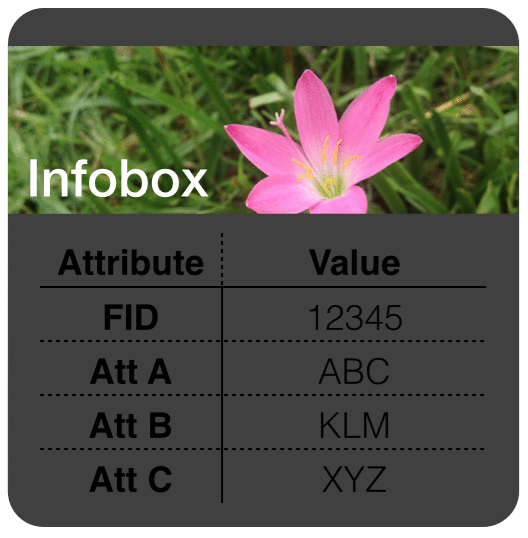 Infobox
Attribute Value
FID 12345
Att A ABC
Att B KLM
Att C XYZ